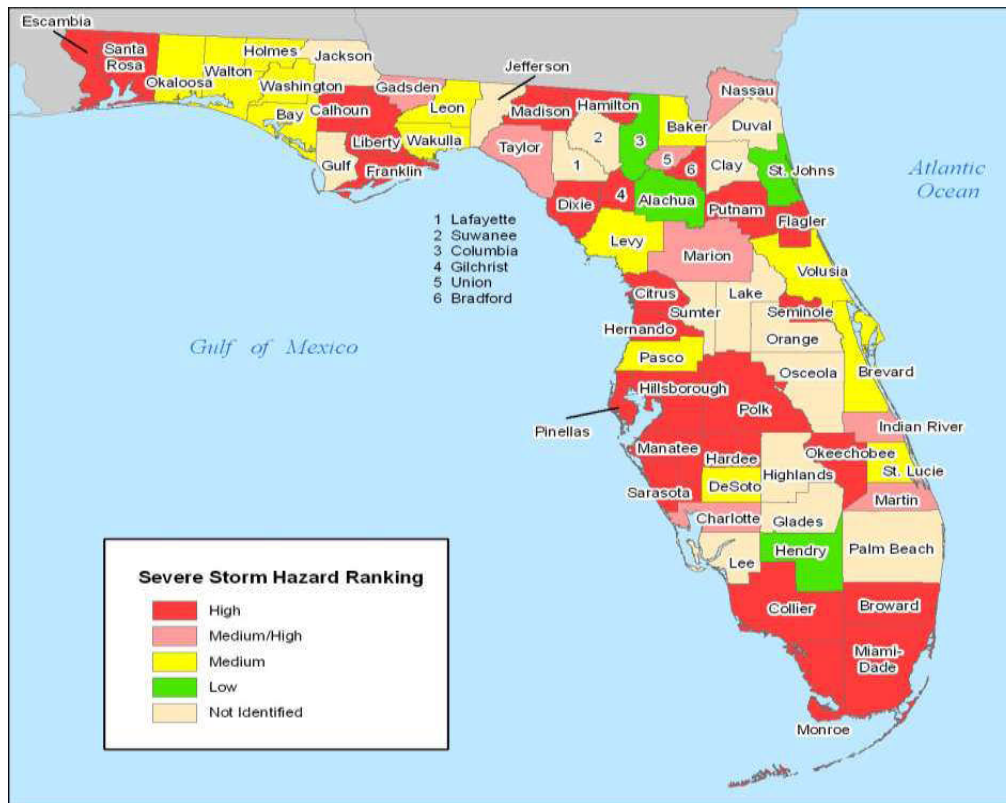 Escambia
Santa
Rosa
Okaloosa
Walton
Holmes
Washington
Bay
Jackson
Calhoun
Gulf
Liberty
Franklin
Gadsden
Leon
Wakulla
Jefferson
Madison
Hamilton
Taylor
1
2
3
4
5
6
Dixie
Alachua
Baker
Nassau
Duval
Clay
St. Johns
Putnam
Flagler
Atlantic
Ocean
1 Lafayette
2 Suwanee
3 Columbia
4 Gilchrist
5 Union
6 Bradford
Levy
Marion
Volusia
Citrus
Sumter
Lake
Seminole
Hernando
Orange
Gulf of Mexico
Pasco
Osceola
Brevard
Hillsborough
Polk
Pinellas
Indian River
Manatee
Hardee
Okeechobee
Highlands
St. Lucie
Sarasota
DeSoto
Martin
Charlotte
Glades
Lee
Hendry
Palm Beach
Collier
Broward
Miami-
Dade
Monroe
Severe Storm Hazard Ranking
High
Medium/High
Medium
Low
Not Identified